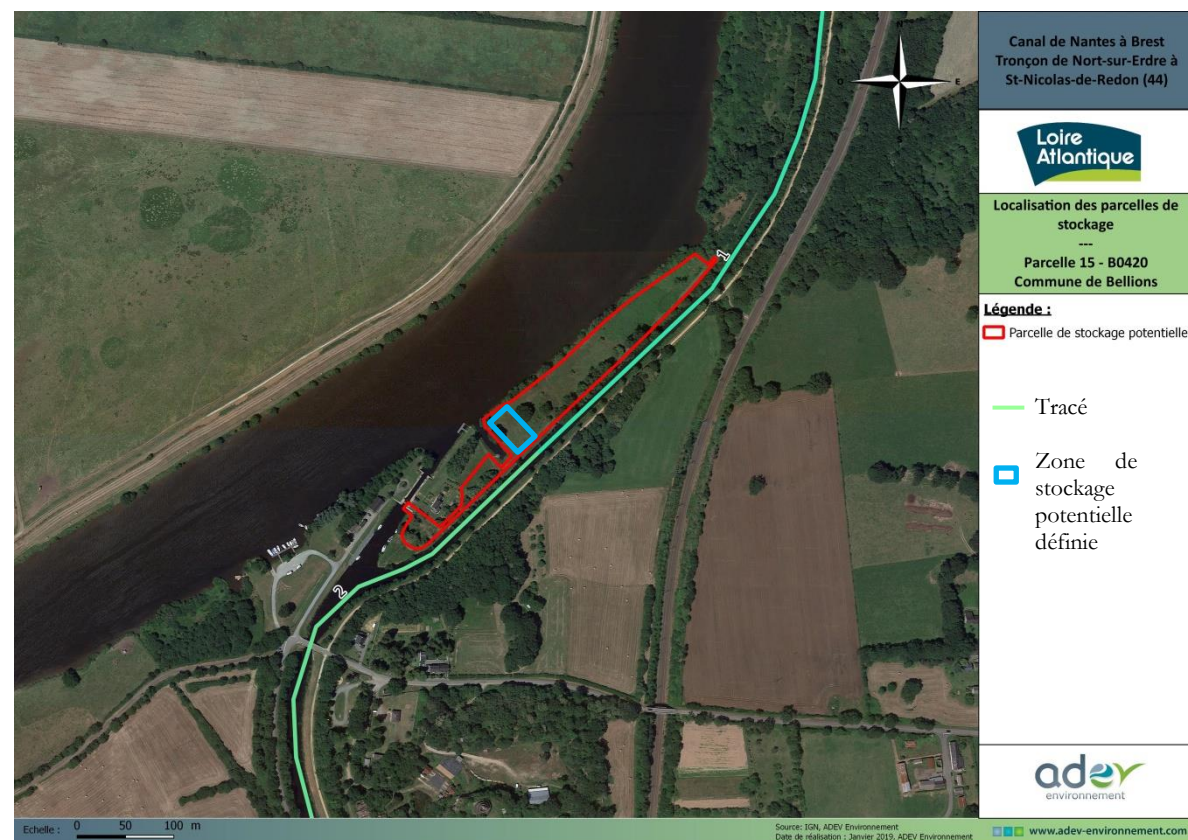 Canal de Nantes à Brest
Tronçon de Nort-sur-Erdre à
St-Nicolas-de-Redon (44)
Loire
Atlantique
Localisation des parcelles de
stockage
---
Parcelle 15 - B0420
Commune de Bellions
Légende :
Parcelle de stockage potentielle
Tracé
Zone de
stockage
potentielle
définie
O
E
1
2
adev
environnement
Echelle : 0 50 100 m
Source: IGN, ADEV Environnement
Date de réalisation : Janvier 2019, ADEV Environnement
www.adev-environnement.com